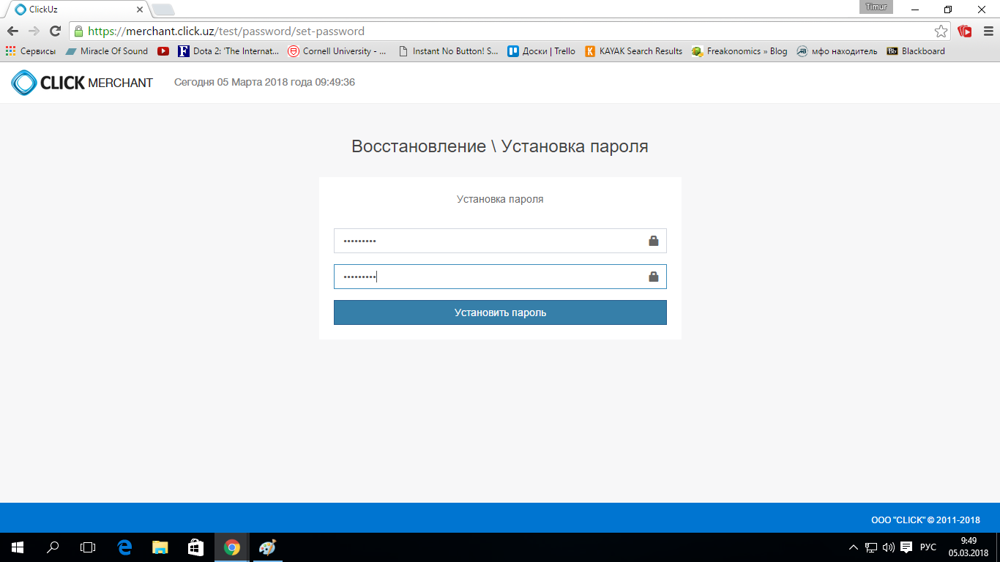 ClickUz
Timur
https://merchant.click.uz/test/password/set-password
Сервисы Miracle Of Sound Dota 2: 'The Internat... Cornell University - ... Instant No Button! S... Доски | Trello KAYAK Search Results Freakonomics » Blog мфо находитель Blackboard
CLICK MERCHANT Сегодня 05 Марта 2018 года 09:49:36
Восстановление \ Установка пароля
Установка пароля
•••••••••
•••••••••
Установить пароль
ООО "CLICK" © 2011-2018
РУС
9:49
05.03.2018